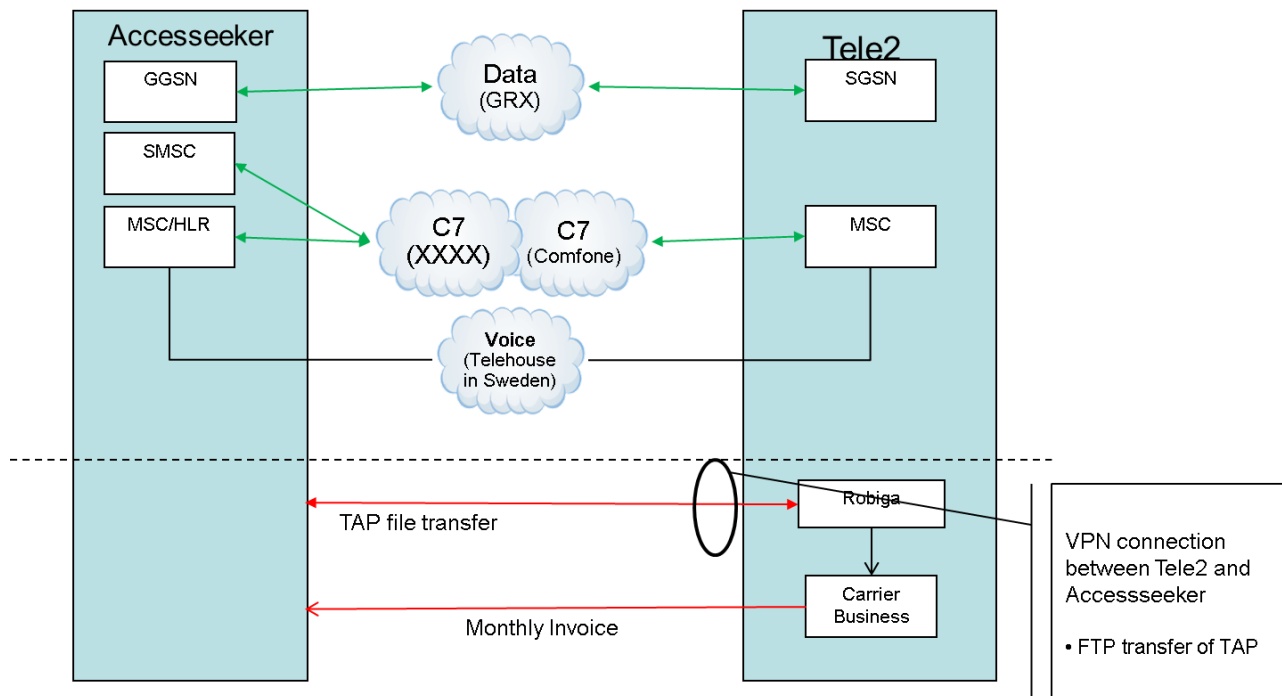 Accesseeker
Tele2
GGSN
Data
(GRX)
SGSN
SMSC
MSC/HLR
C7
(XXXX)
C7
(Comfone)
MSC
Voice
(Telehouse
in Sweden)
TAP file transfer
Robiga
Carrier
Business
Monthly Invoice
VPN connection
between Tele2 and
Accessseeker
• FTP transfer of TAP